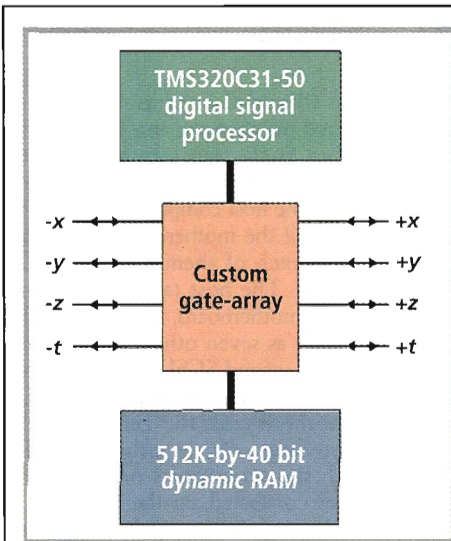 TMS320C31-50
digital signal
processor
-x
+x
-y
+y
Custom
gate-array
-z
+z
-t
+t
512K-by-40 bit
dynamic RAM